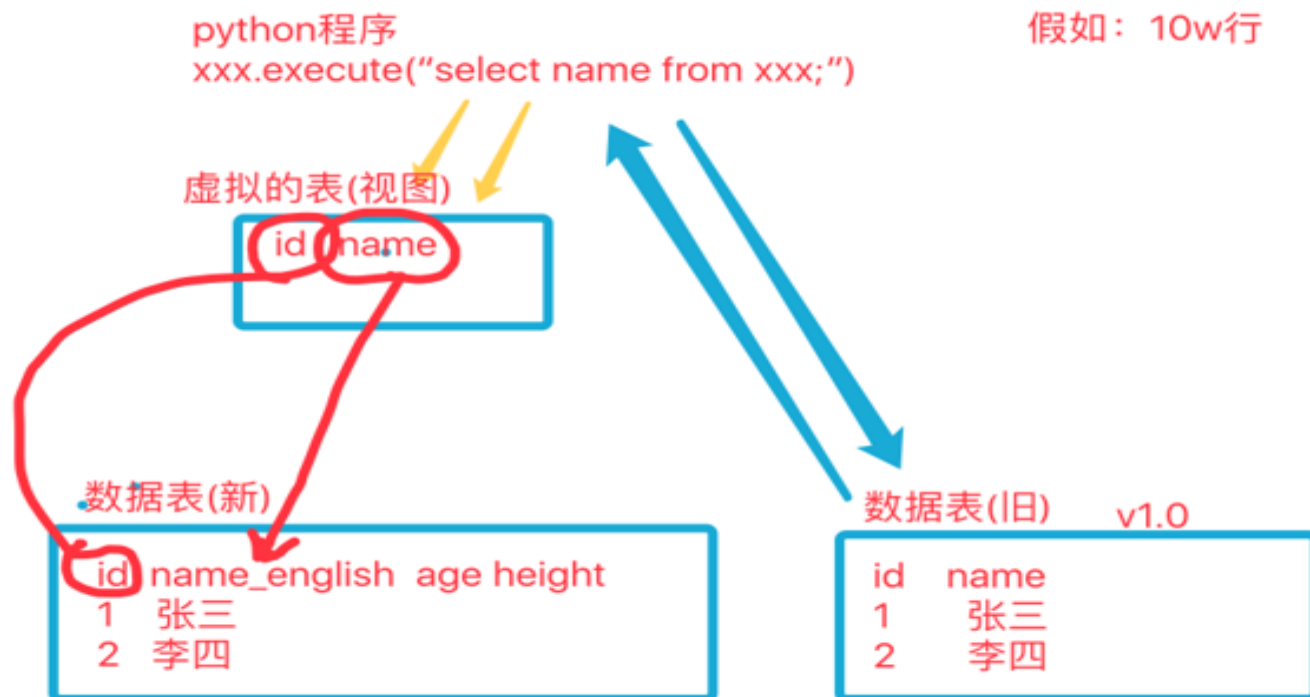 python程序
假如：10w行
xxx.execute(“select name from xxx;”)
虚拟的表(视图)
id name
数据表(新)
数据表(旧) v1.0
id name_english age height
1 张三
2 李四
id name
1 张三
2 李四